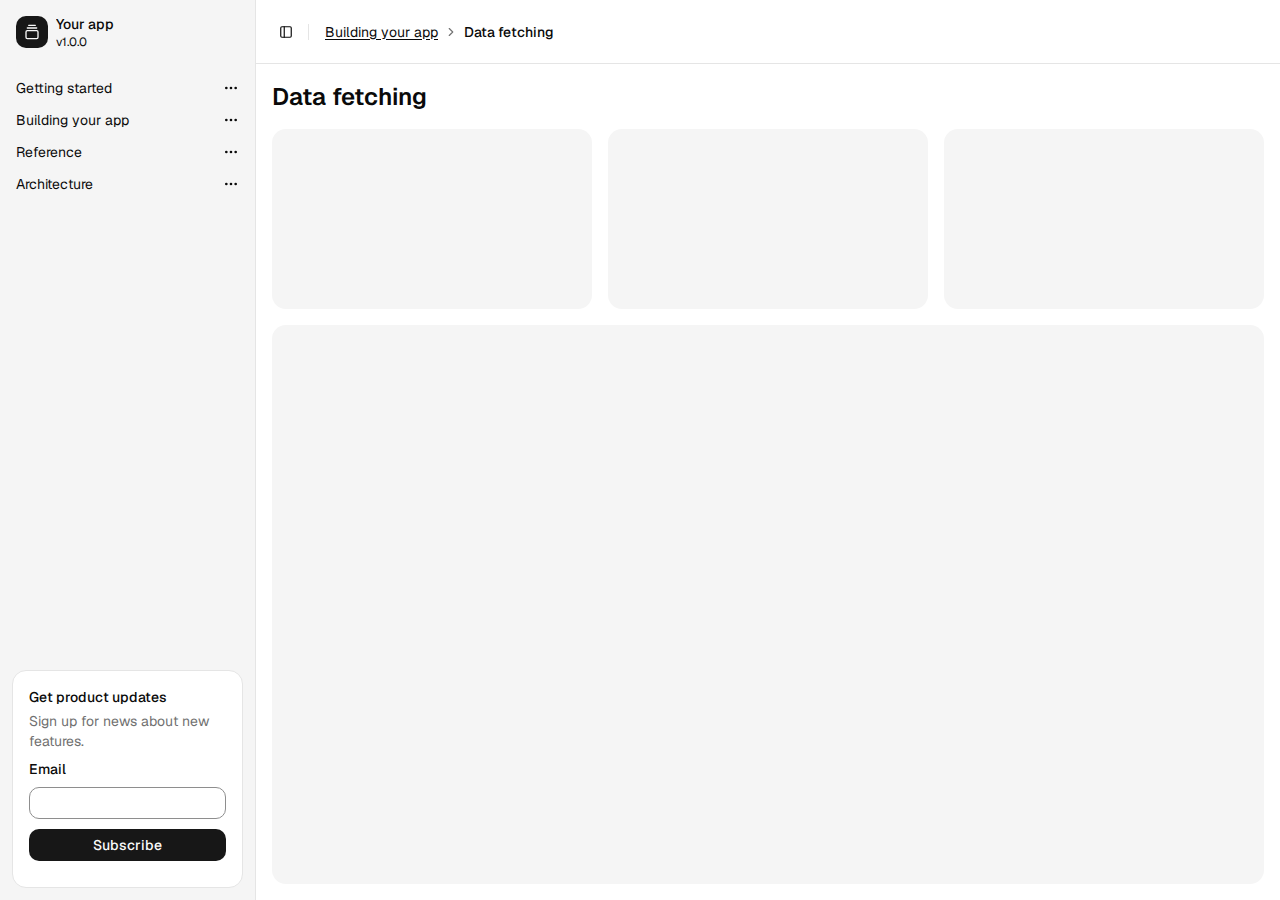 Your app
v1.0.0
Getting started
Building your app
Reference
Architecture
Get product updates
Sign up for news about new
features.
Email
Subscribe
Building your app > Data fetching
Data fetching